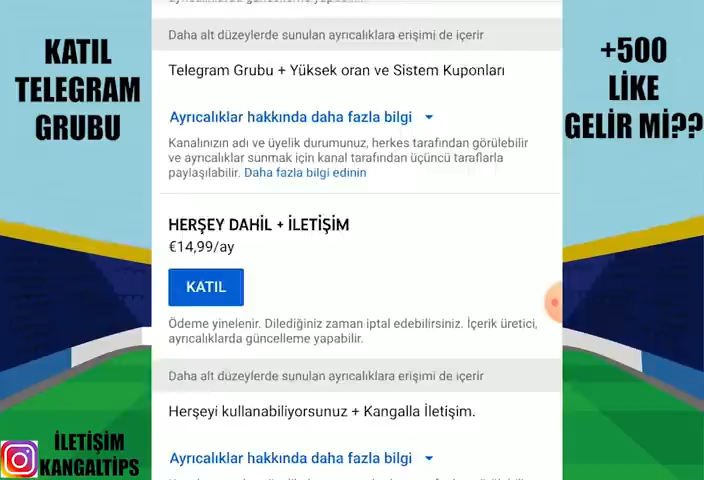 KATIL
TELEGRAM
GRUBU
+500
LİKE
GELİR Mİ??
Daha alt düzeylerde sunulan ayrıcalıklara erişimi de içerir
Telegram Grubu + Yüksek oran ve Sistem Kuponları
Ayrıcalıklar hakkında daha fazla bilgi
Kanalınızın adı ve üyelik durumunuz, herkes tarafından görülebilir
ve ayrıcalıklar sunmak için kanal tarafından üçüncü taraflarla
paylaşılabilir. Daha fazla bilgi edinin
HERŞEY DAHİL + İLETİŞİM
€14,99/ay
KATIL
Ödeme yinelenir. Dilediğiniz zaman iptal edebilirsiniz. İçerik üretici,
ayrıcalıklarda güncelleme yapabilir.
Daha alt düzeylerde sunulan ayrıcalıklara erişimi de içerir
Herşeyi kullanabiliyorsunuz + Kangalla İletişim.
Ayrıcalıklar hakkında daha fazla bilgi
İLETİŞİM
KANGALTİPS